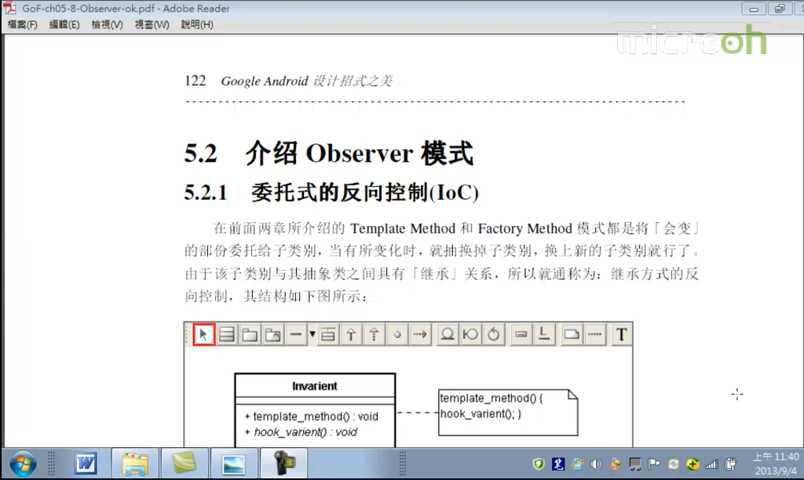 GoF-ch05-8-Observer-ok.pdf - Adobe Reader
檔案(F) 編輯(E) 檢視(V) 視窗(W) 說明(H)
microoh
122 Google Android 设计招式之美
5.2 介绍 Observer 模式
5.2.1 委托式的反向控制(IoC)
在前面两章所介绍的 Template Method 和 Factory Method 模式都是将「会变」
的部份委托给子类别，当有所变化时，就抽换掉子类别，换上新的子类别就行了。
由于该子类别与其抽象类之间具有「继承」关系，所以就通称为：继承方式的反
向控制，其结构如下图所示：
T
Invarient
+ template_method() : void
+ hook_varient() : void
template_method() {
hook_varient(); }
上午 11:40
2013/9/4